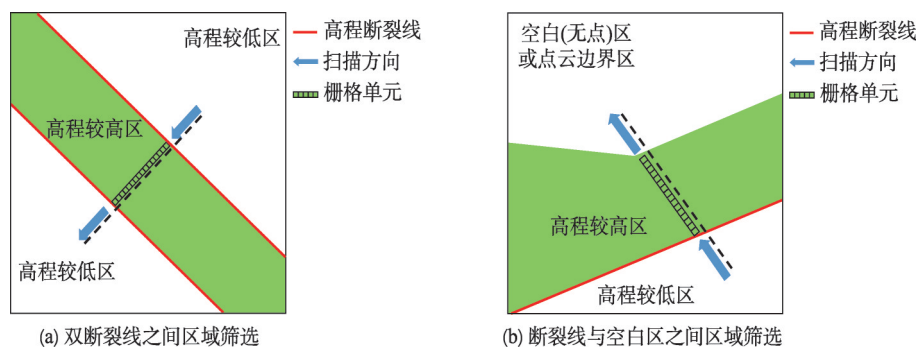 高程较低区
高程较高区
高程较低区
高程断裂线
扫描方向
栅格单元
(a) 双断裂线之间区域筛选
空白(无点)区
或点云边界区
高程较高区
高程较低区
高程断裂线
扫描方向
栅格单元
(b) 断裂线与空白区之间区域筛选